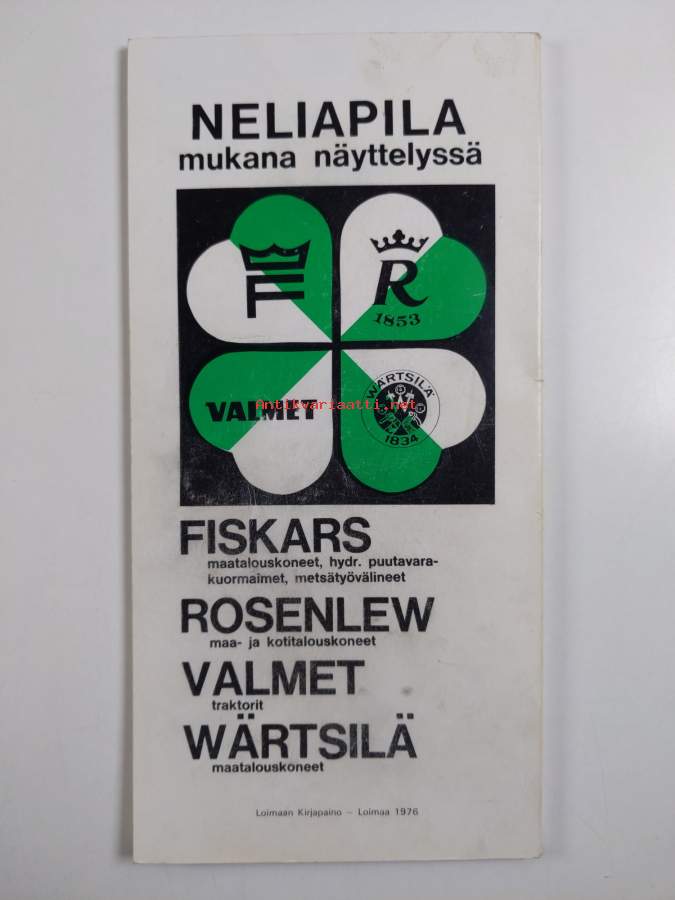 NELIAPILA
mukana näyttelyssä
F
R
1853
VALMET
WÄRTSILÄ
1834
Antikvariaatti.net
FISKARS
maatalouskoneet, hydr. puutavara-
kuormaimet, metsätyövälineet
ROSENLEW
maa- ja kotitalouskoneet
VALMET
traktorit
WÄRTSILÄ
maatalouskoneet
Loimaan Kirjapaino – Loimaa 1976